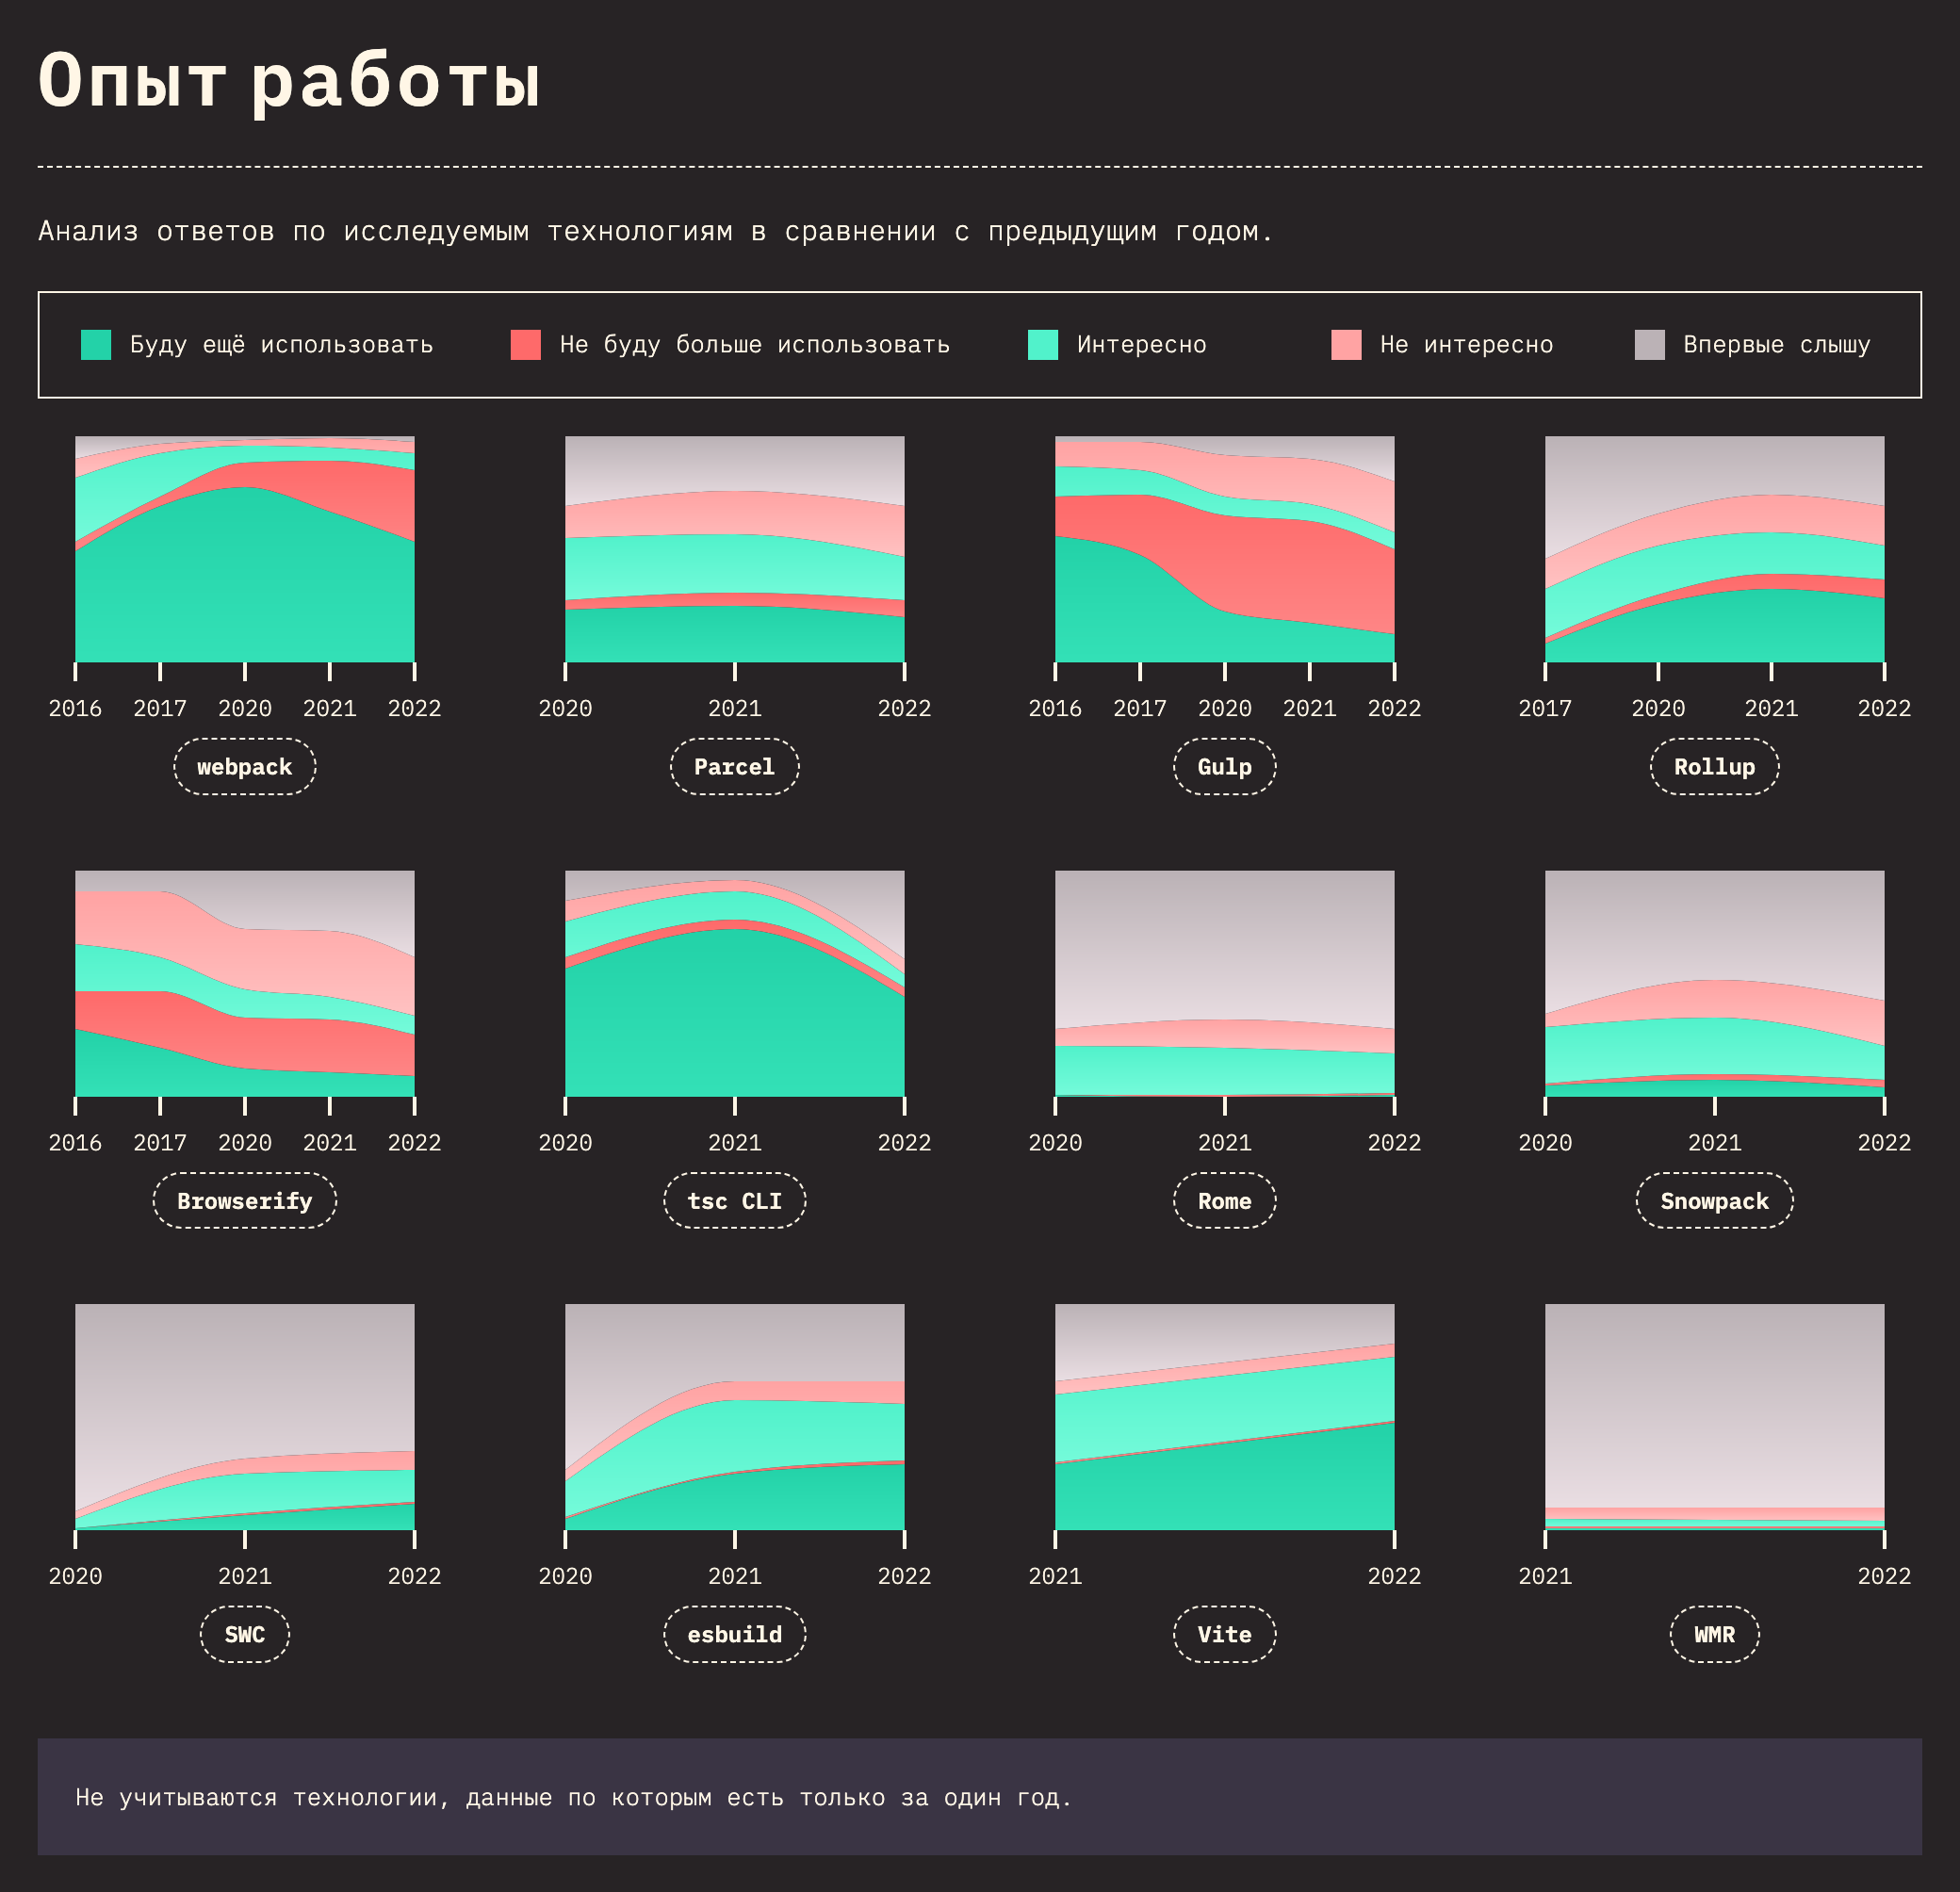 Опыт работы
Анализ ответов по исследуемым технологиям в сравнении с предыдущим годом.
Буду ещё использовать Не буду больше использовать Интересно Не интересно Впервые слышу
2016 2017 2020 2021 2022 2020 2021 2022 2016 2017 2020 2021 2022 2017 2020 2021 2022
webpack Parcel Gulp Rollup
2016 2017 2020 2021 2022 2020 2021 2022 2020 2021 2022 2020 2021 2022
Browserify tsc CLI Rome Snowpack
2020 2021 2022 2020 2021 2022 2021 2022 2021 2022
SWC esbuild Vite WMR
Не учитываются технологии, данные по которым есть только за один год.